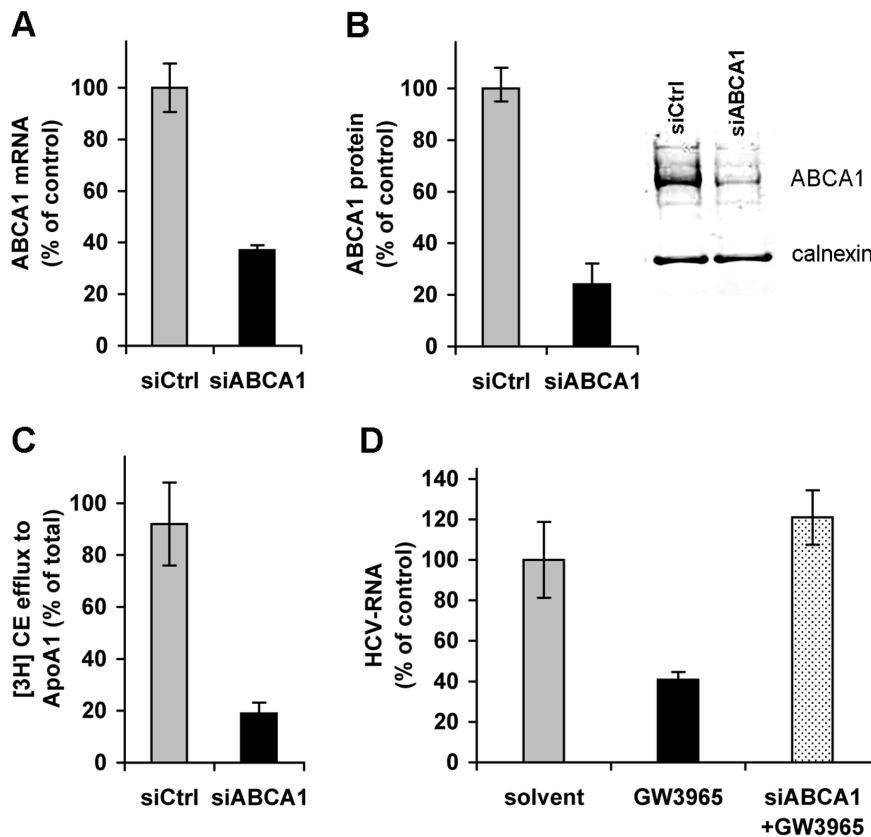 A
ABCA1 mRNA
(% of control)
100
80
60
40
20
0
siCtrl siABCA1
B
ABCA1 protein
(% of control)
100
80
60
40
20
0
siCtrl siABCA1
siCtrl
siABCA1
ABCA1
calnexin
C
[3H] CE efflux to
ApoA1 (% of total)
100
80
60
40
20
0
siCtrl siABCA1
D
HCV-RNA
(% of control)
140
120
100
80
60
40
20
0
solvent GW3965 siABCA1
+GW3965